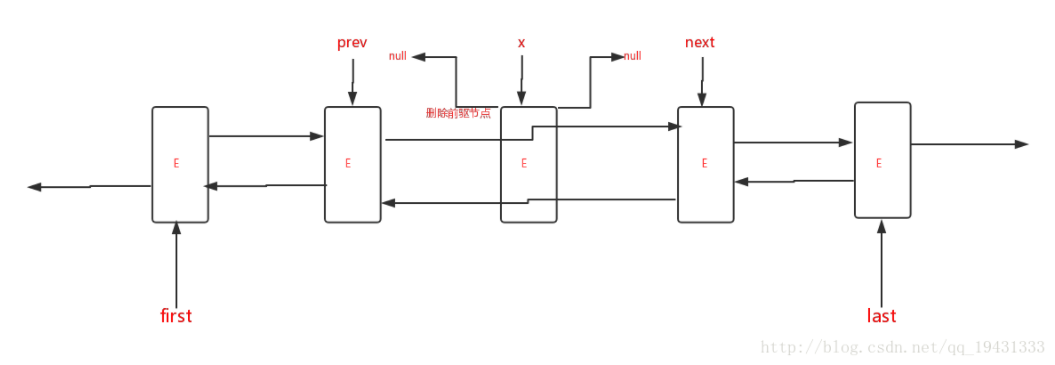 prev
x
next
null
null
删除前驱节点
E
E
E
E
E
first
last
http://blog.csdn.net/qq_19431333